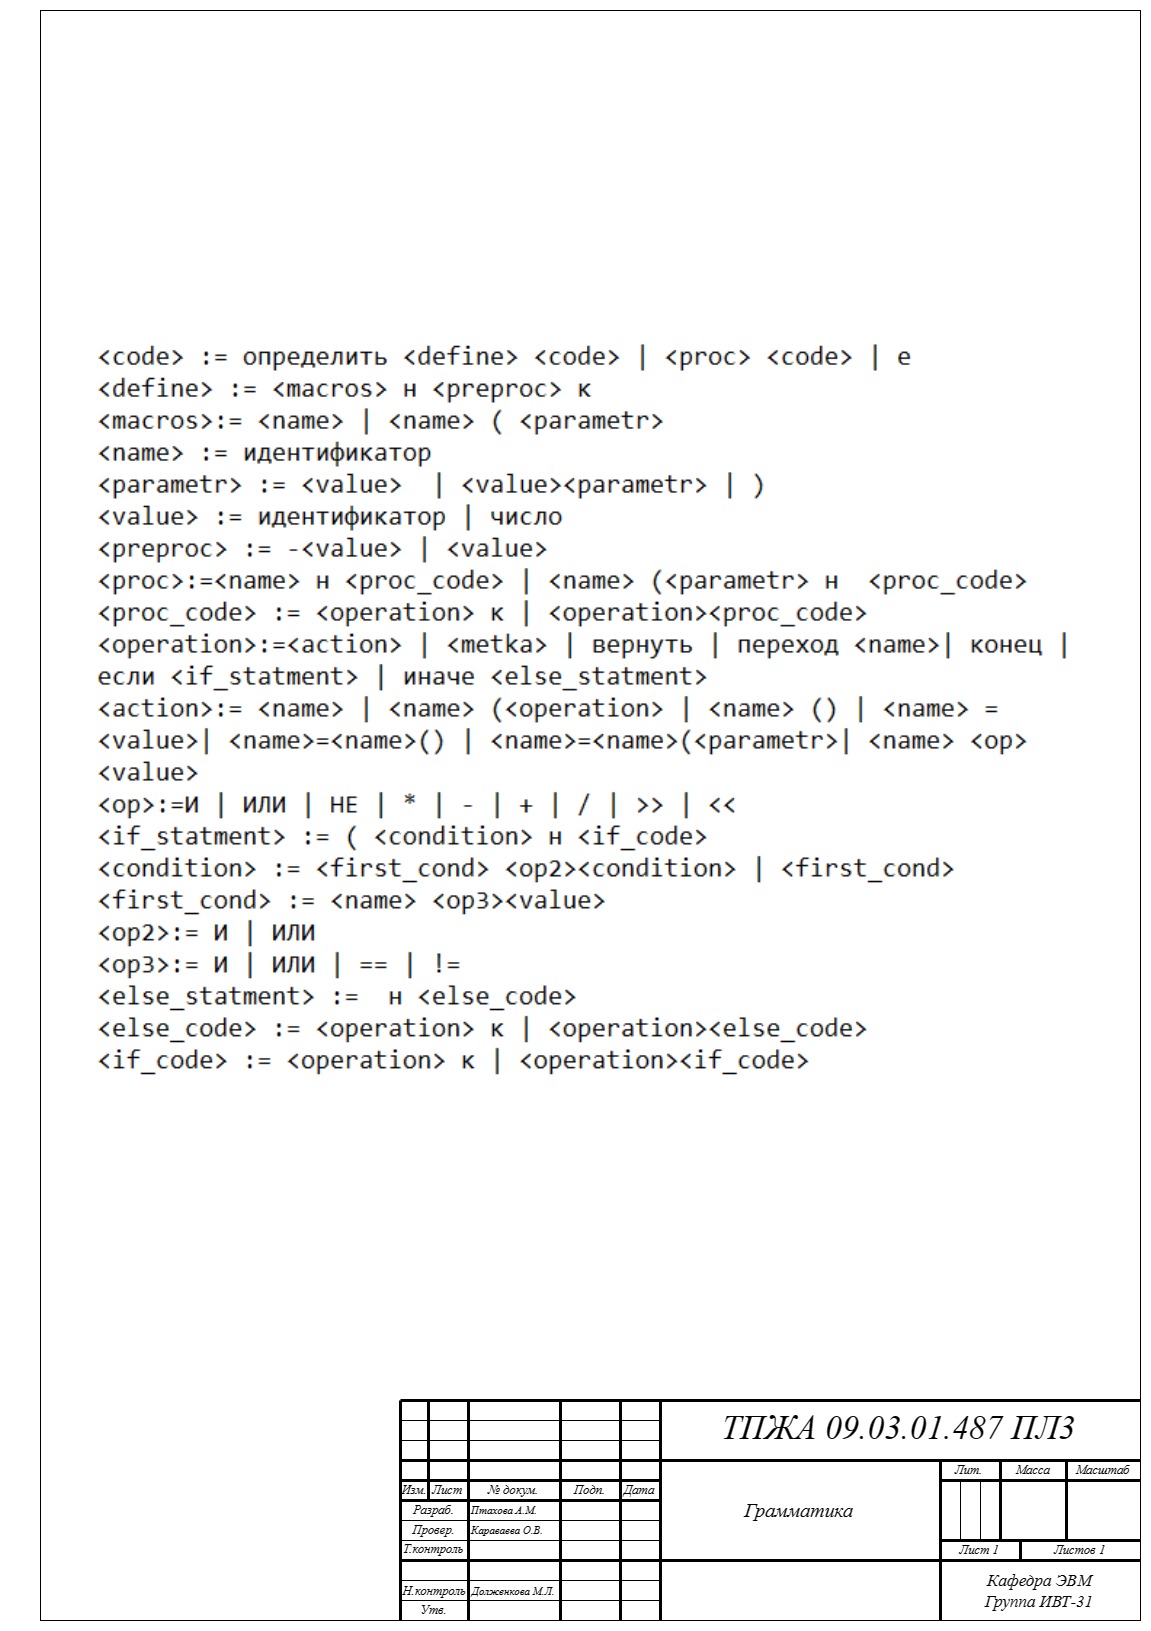 <code> := определить <define> <code> | <proc> <code> | е
<define> := <macros> н <preproc> к
<macros>:= <name> | <name> ( <parametr>
<name> := идентификатор
<parametr> := <value>  | <value><parametr> | )
<value> := идентификатор | число
<preproc> := -<value> | <value>
<proc>:=<name> н <proc_code> | <name> (<parametr> н  <proc_code>
<proc_code> := <operation> к | <operation><proc_code>
<operation>:=<action> | <metka> | вернуть | переход <name>| конец |
если <if_statment> | иначе <else_statment>
<action>:= <name> | <name> (<operation> | <name> () | <name> =
<value>| <name>=<name>() | <name>=<name>(<parametr>| <name> <op>
<value>
<op>:=И | ИЛИ | НЕ | * | - | + | / | >> | <<
<if_statment> := ( <condition> н <if_code>
<condition> := <first_cond> <op2><condition> | <first_cond>
<first_cond> := <name> <op3><value>
<op2>:= И | ИЛИ
<op3>:= И | ИЛИ | == | !=
<else_statment> :=  н <else_code>
<else_code> := <operation> к | <operation><else_code>
<if_code> := <operation> к | <operation><if_code>
ТПЖА 09.03.01.487 ПЛ3
Лит. Масса Масштаб
Изм. Лист № докум. Подп. Дата
Грамматика
Разраб. Птахова А.М.
Провер. Караваева О.В.
Т.контроль
Лист 1 Листов 1
Кафедра ЭВМ
Группа ИВТ-31
Н.контроль Долженкова М.Л.
Утв.